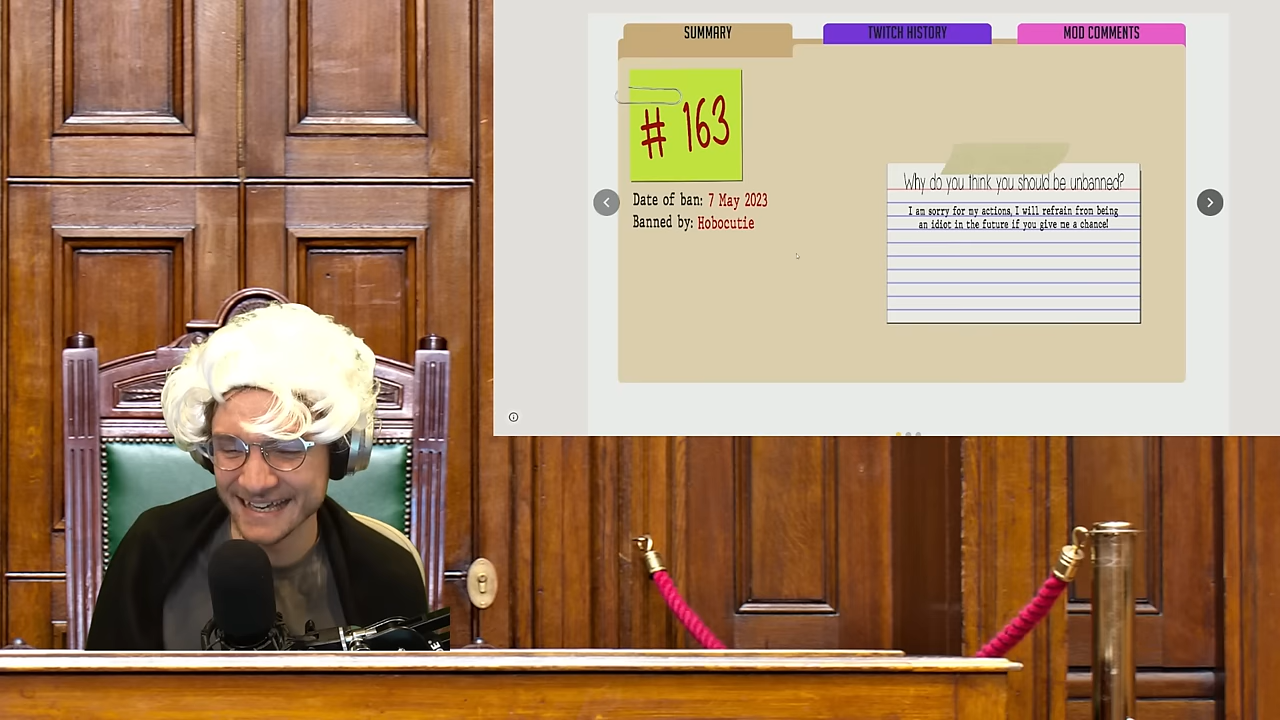 SUMMARY
TWITCH HISTORY
MOD COMMENTS
# 163
Date of ban: 7 May 2023
Banned by: Hobocutie
Why do you think you should be unbanned?
I am sorry for my actions, I will refrain from being
an idiot in the future if you give me a chance!